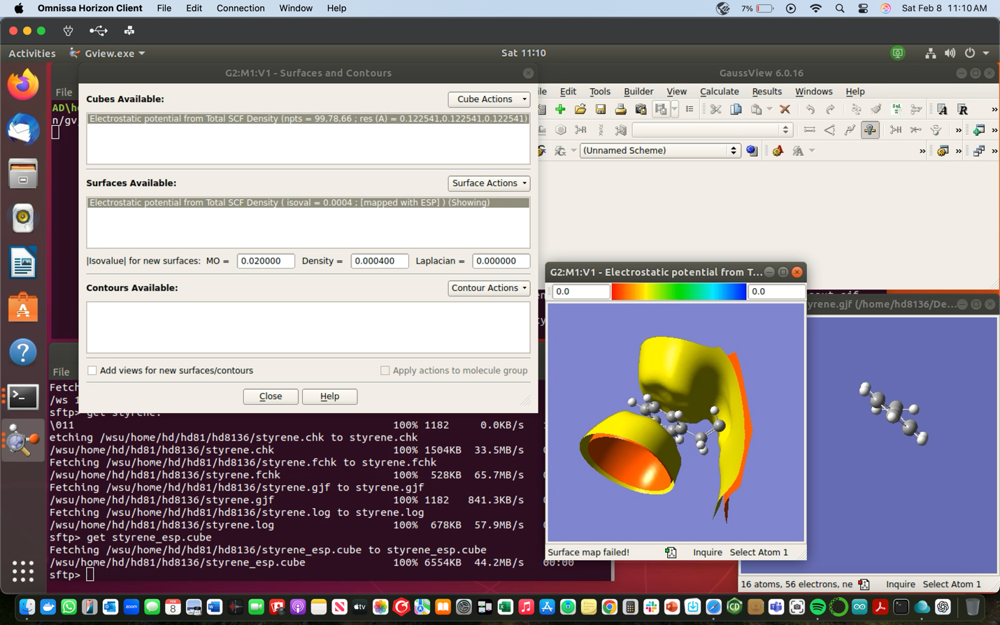 Omnissa Horizon Client File Edit Connection Window Help 7% Sat Feb 8 11:10 AM
Activities Gview.exe Sat 11:10
G2:M1:V1 - Surfaces and Contours
Cubes Available: Cube Actions
Electrostatic potential from Total SCF Density (npts = 99,78,66 ; res (A) = 0.122541,0.122541,0.122541)
Surfaces Available: Surface Actions
Electrostatic potential from Total SCF Density ( isoval = 0.0004 ; [mapped with ESP] ) (Showing)
|Isovalue| for new surfaces: MO = 0.020000 Density = 0.000400 Laplacian = 0.000000
Contours Available: Contour Actions
Add views for new surfaces/contours Apply actions to molecule group
Close Help
File
AD\h
n/gv
GaussView 6.0.16
le Edit Tools Builder View Calculate Results Windows Help
(Unnamed Scheme)
G2:M1:V1 - Electrostatic potential from T...
0.0 0.0
Surface map failed! Inquire Select Atom 1
yrene.gjf (/home/hd8136/De...
16 atoms, 56 electrons, ne Inquire Select Atom 1
File
Fetch
/ws 1
sftp> get styrene.
\011 100% 1182 0.0KB/s
etching /wsu/home/hd/hd81/hd8136/styrene.chk to styrene.chk
/wsu/home/hd/hd81/hd8136/styrene.chk 100% 1504KB 33.5MB/s
Fetching /wsu/home/hd/hd81/hd8136/styrene.fchk to styrene.fchk
/wsu/home/hd/hd81/hd8136/styrene.fchk 100% 528KB 65.7MB/s
Fetching /wsu/home/hd/hd81/hd8136/styrene.gjf to styrene.gjf
/wsu/home/hd/hd81/hd8136/styrene.gjf 100% 1182 841.3KB/s
Fetching /wsu/home/hd/hd81/hd8136/styrene.log to styrene.log
/wsu/home/hd/hd81/hd8136/styrene.log 100% 678KB 57.9MB/s
sftp> get styrene_esp.cube
Fetching /wsu/home/hd/hd81/hd8136/styrene_esp.cube to styrene_esp.cube
/wsu/home/hd/hd81/hd8136/styrene_esp.cube 100% 6554KB 44.2MB/s 00:00
sftp>